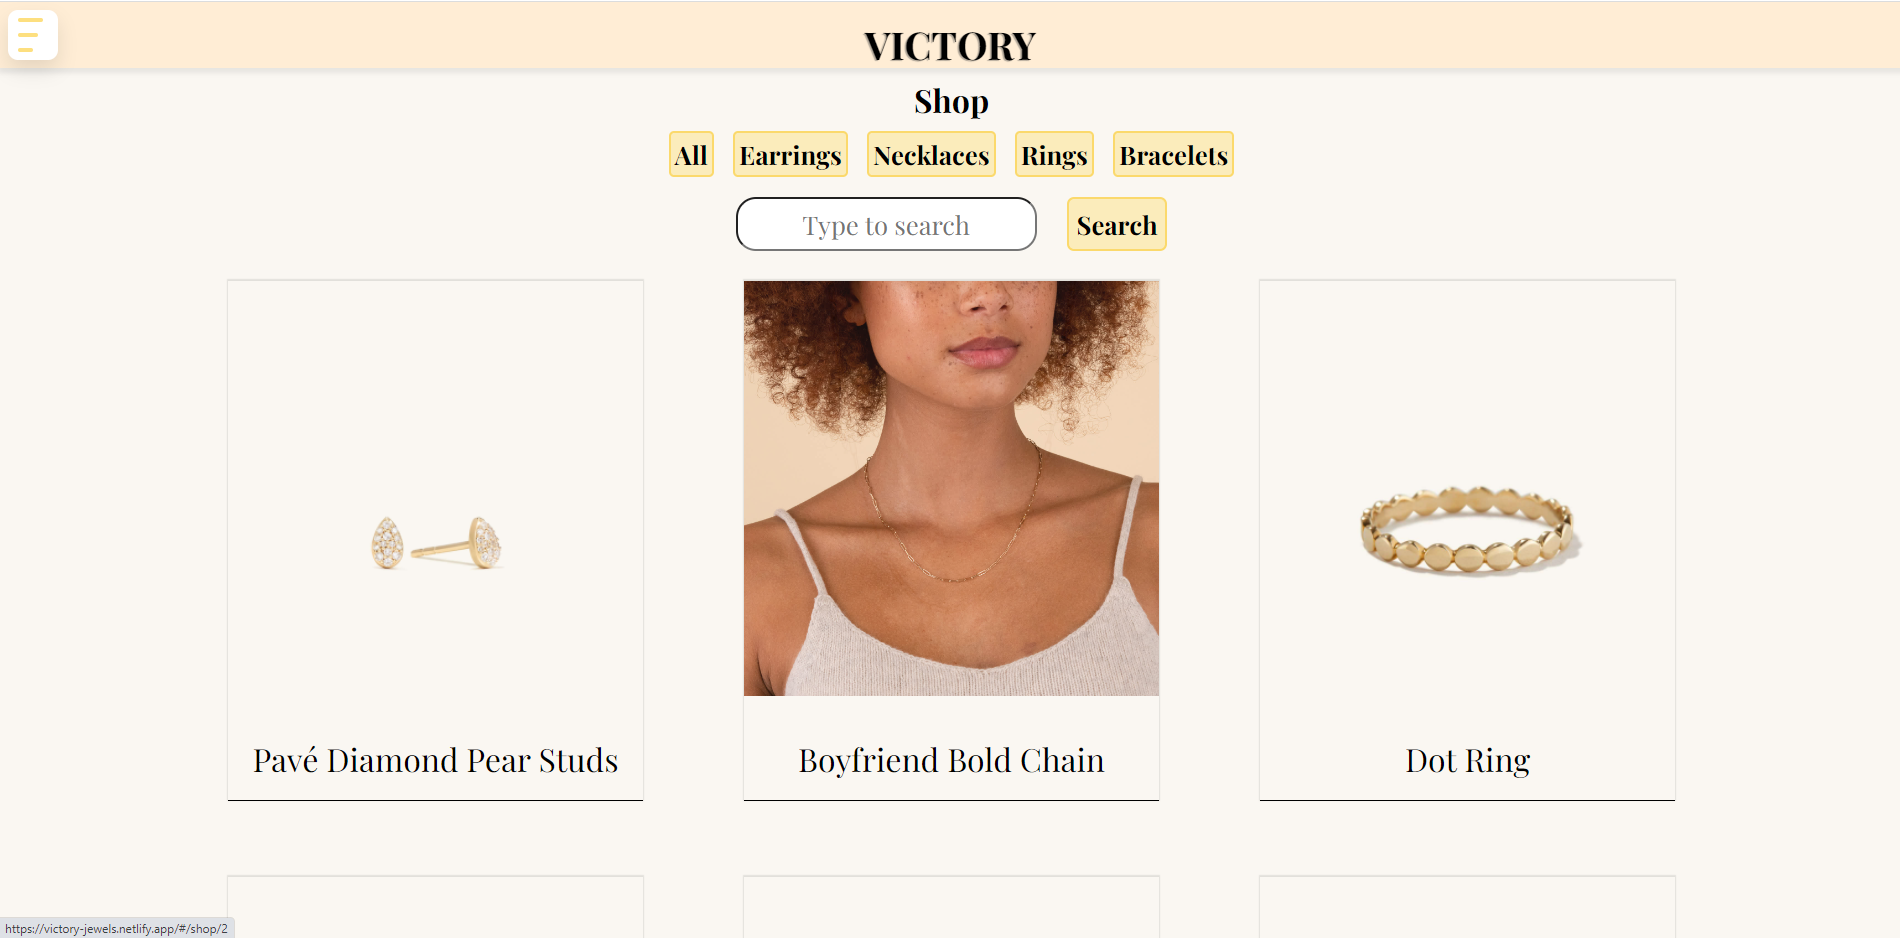 VICTORY
Shop
All Earrings Necklaces Rings Bracelets
Type to search Search
Pavé Diamond Pear Studs Boyfriend Bold Chain Dot Ring
https://victory-jewels.netlify.app/#/shop/2